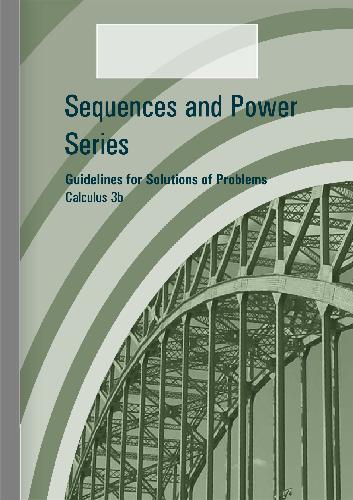 Sequences and Power
Series
Guidelines for Solutions of Problems
Calculus 3b